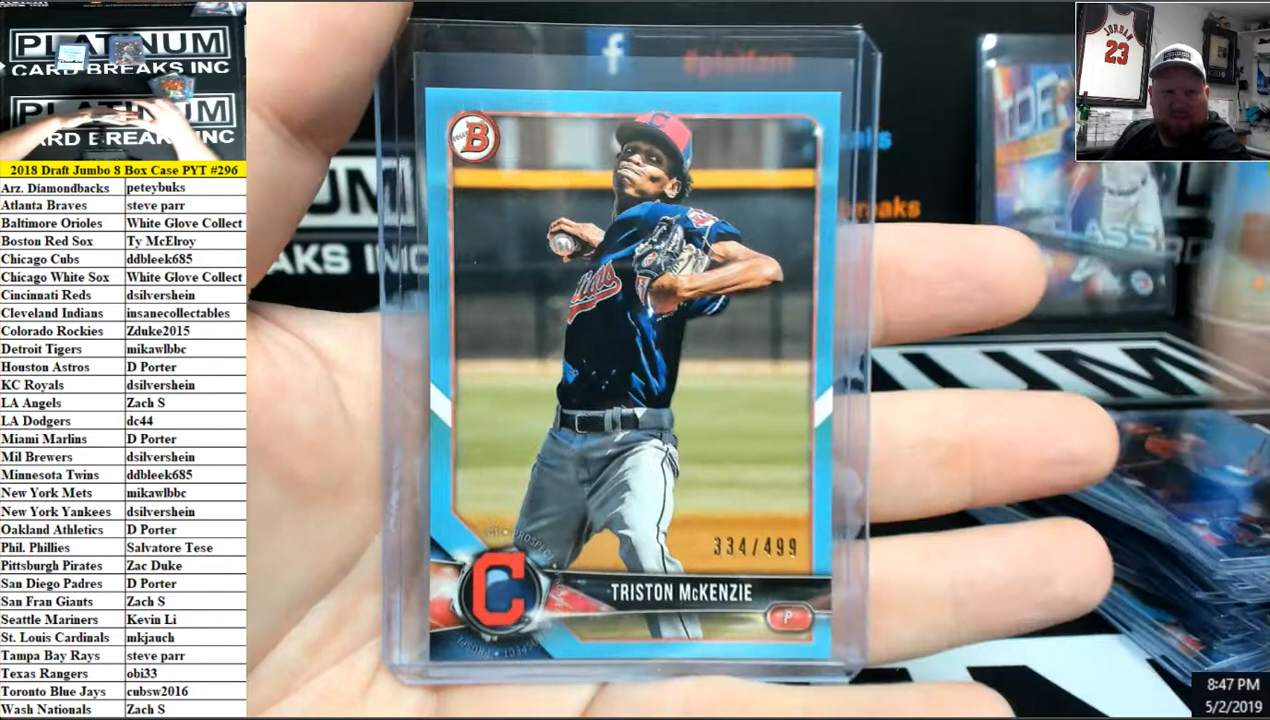 PLATINUM
CARD BREAKS INC
PLATINUM
CARD BREAKS INC
2018 Draft Jumbo 8 Box Case PYT #296
Arz. Diamondbacks peteybuks
Atlanta Braves steve parr
Baltimore Orioles White Glove Collect
Boston Red Sox Ty McElroy
Chicago Cubs ddbleek685
Chicago White Sox White Glove Collect
Cincinnati Reds dsilvershein
Cleveland Indians insanecollectables
Colorado Rockies Zduke2015
Detroit Tigers mikawlbbc
Houston Astros D Porter
KC Royals dsilvershein
LA Angels Zach S
LA Dodgers dc44
Miami Marlins D Porter
Mil Brewers dsilvershein
Minnesota Twins ddbleek685
New York Mets mikawlbbc
New York Yankees dsilvershein
Oakland Athletics D Porter
Phil. Phillies Salvatore Tese
Pittsburgh Pirates Zac Duke
San Diego Padres D Porter
San Fran Giants Zach S
Seattle Mariners Kevin Li
St. Louis Cardinals mkjauch
Tampa Bay Rays steve parr
Texas Rangers obi33
Toronto Blue Jays cubsw2016
Wash Nationals Zach S
f #platfam
B
C
334/499
C
TRISTON McKENZIE
P
UM
AKS INC
CLASS
NUM
JORDAN
23
8:47 PM
5/2/2019